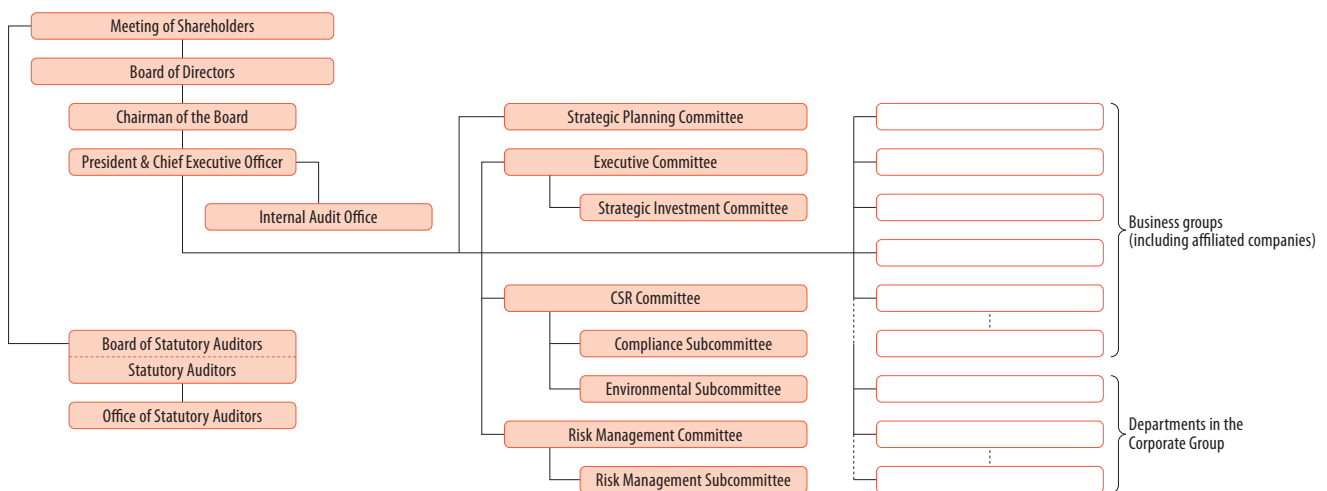 Meeting of Shareholders
Board of Directors
Chairman of the Board
President & Chief Executive Officer
Internal Audit Office
Board of Statutory Auditors
Statutory Auditors
Office of Statutory Auditors
Strategic Planning Committee
Executive Committee
Strategic Investment Committee
CSR Committee
Compliance Subcommittee
Environmental Subcommittee
Risk Management Committee
Risk Management Subcommittee
Business groups
(including affiliated companies)
Departments in the
Corporate Group